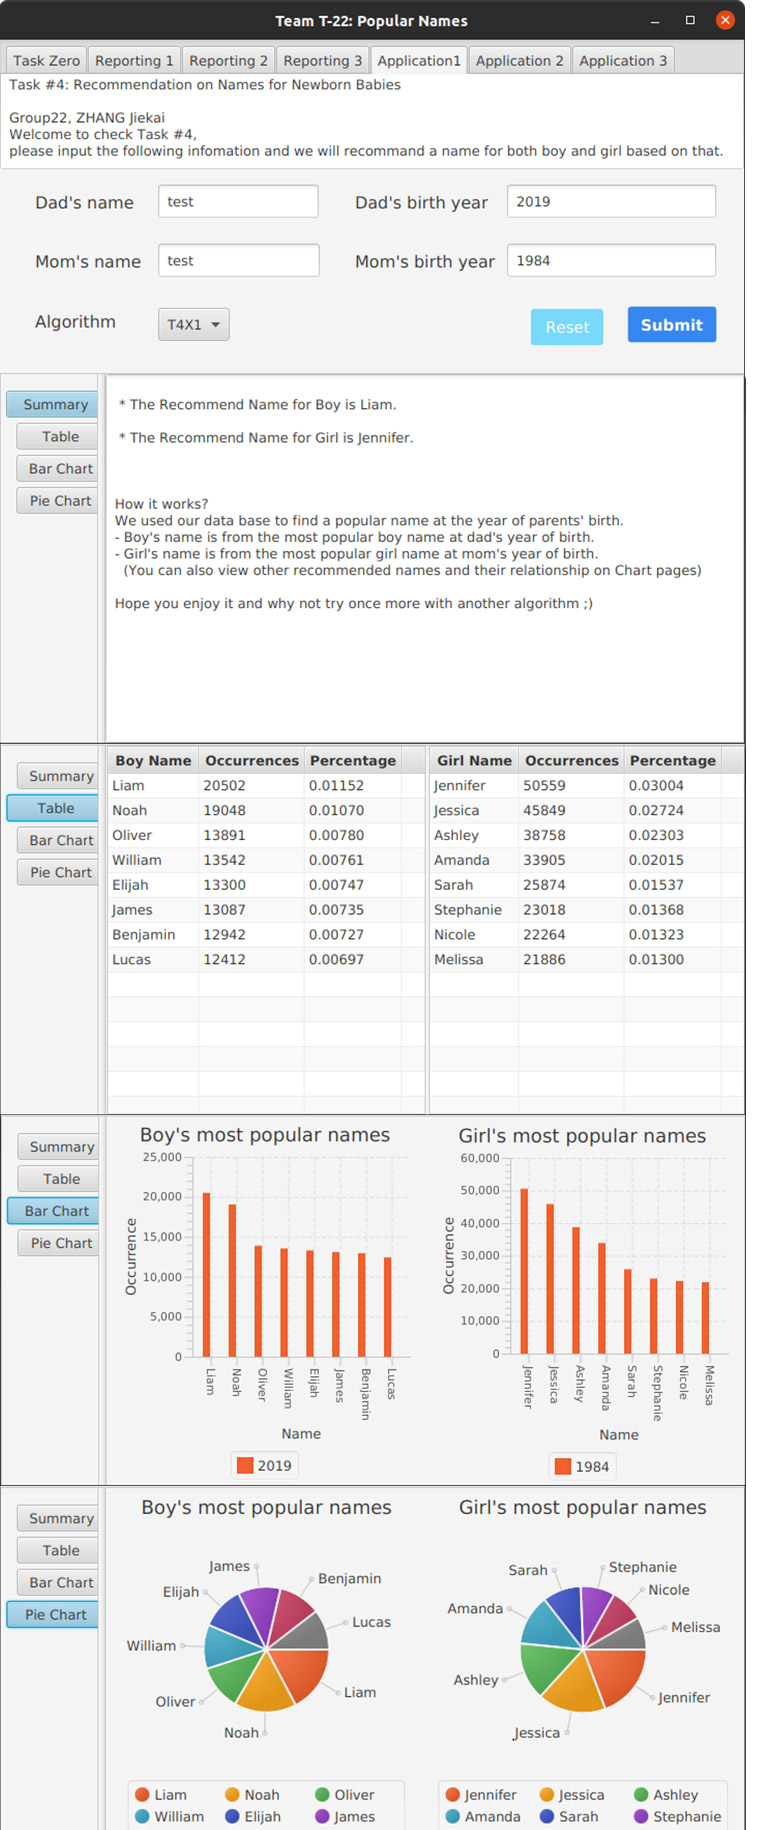 Team T-22: Popular Names
Task Zero Reporting 1 Reporting 2 Reporting 3 Application1 Application 2 Application 3
Task #4: Recommendation on Names for Newborn Babies
Group22, ZHANG Jiekai
Welcome to check Task #4,
please input the following infomation and we will recommand a name for both boy and girl based on that.
Dad's name test Dad's birth year 2019
Mom's name test Mom's birth year 1984
Algorithm T4X1 Reset Submit
Summary
Table
Bar Chart
Pie Chart
* The Recommend Name for Boy is Liam.
* The Recommend Name for Girl is Jennifer.
How it works?
We used our data base to find a popular name at the year of parents' birth.
- Boy's name is from the most popular boy name at dad's year of birth.
- Girl's name is from the most popular girl name at mom's year of birth.
(You can also view other recommended names and their relationship on Chart pages)
Hope you enjoy it and why not try once more with another algorithm ;)
Summary
Table
Bar Chart
Pie Chart
Boy Name Occurrences Percentage Girl Name Occurrences Percentage
Liam 20502 0.01152 Jennifer 50559 0.03004
Noah 19048 0.01070 Jessica 45849 0.02724
Oliver 13891 0.00780 Ashley 38758 0.02303
William 13542 0.00761 Amanda 33905 0.02015
Elijah 13300 0.00747 Sarah 25874 0.01537
James 13087 0.00735 Stephanie 23018 0.01368
Benjamin 12942 0.00727 Nicole 22264 0.01323
Lucas 12412 0.00697 Melissa 21886 0.01300
Summary
Table
Bar Chart
Pie Chart
Boy's most popular names
25,000
20,000
15,000
10,000
5,000
0
Occurrence
Liam Noah Oliver William Elijah James Benjamin Lucas
Name
2019
Girl's most popular names
60,000
50,000
40,000
30,000
20,000
10,000
0
Occurrence
Jennifer Jessica Ashley Amanda Sarah Stephanie Nicole Melissa
Name
1984
Summary
Table
Bar Chart
Pie Chart
Boy's most popular names
James
Benjamin
Elijah
Lucas
William
Liam
Oliver
Noah
Liam Noah Oliver
William Elijah James
Girl's most popular names
Stephanie
Sarah
Nicole
Amanda
Melissa
Ashley
Jennifer
Jessica
Jennifer Jessica Ashley
Amanda Sarah Stephanie